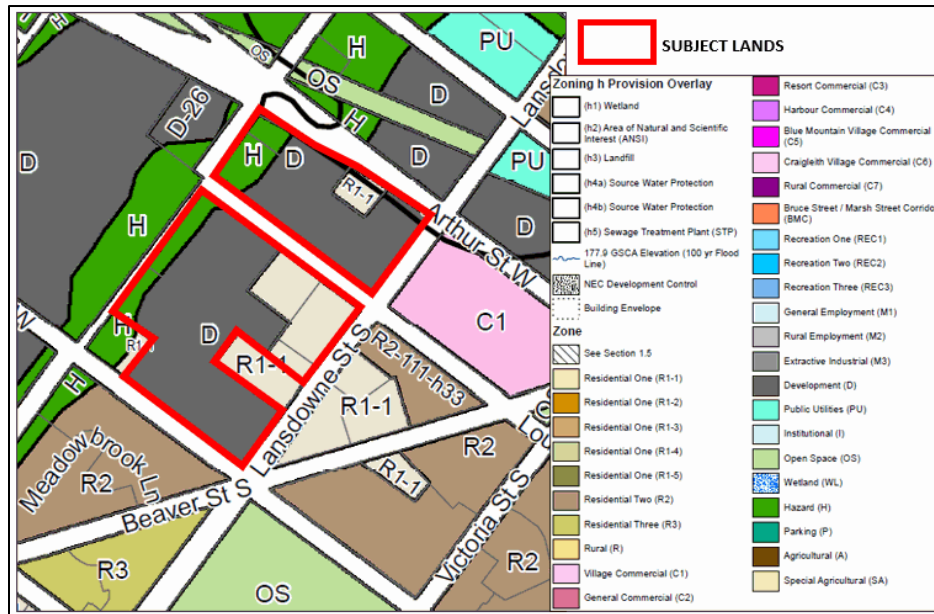 SUBJECT LANDS
H
H
OS
PU
OS
H
D
D-26
D
H
D
H
R1-1
PU
Lansdow
Arthur St W
D
C1
W
H
R1-
D
R1-1
R2-111-h33
Lansdowne St S
R1-1
H
Meadowbrook Ln
R2
R2
Lou
R1-1
Beaver St S
Victoria St S
R2
R3
OS
Zoning h Provision Overlay
(h1) Wetland
(h2) Area of Natural and Scientific
Interest (ANSI)
(h3) Landfill
(h4a) Source Water Protection
(h4b) Source Water Protection
(h5) Sewage Treatment Plant (STP)
177.9 GSCA Elevation (100 yr Flood
Line)
NEC Development Control
Building Envelope
Zone
See Section 1.5
Residential One (R1-1)
Residential One (R1-2)
Residential One (R1-3)
Residential One (R1-4)
Residential One (R1-5)
Residential Two (R2)
Residential Three (R3)
Rural (R)
Village Commercial (C1)
General Commercial (C2)
Resort Commercial (C3)
Harbour Commercial (C4)
Blue Mountain Village Commercial
(C5)
Craigleith Village Commercial (C6)
Rural Commercial (C7)
Bruce Street / Marsh Street Corrido
(BMC)
Recreation One (REC1)
Recreation Two (REC2)
Recreation Three (REC3)
General Employment (M1)
Rural Employment (M2)
Extractive Industrial (M3)
Development (D)
Public Utilities (PU)
Institutional (I)
Open Space (OS)
Wetland (WL)
Hazard (H)
Parking (P)
Agricultural (A)
Special Agricultural (SA)